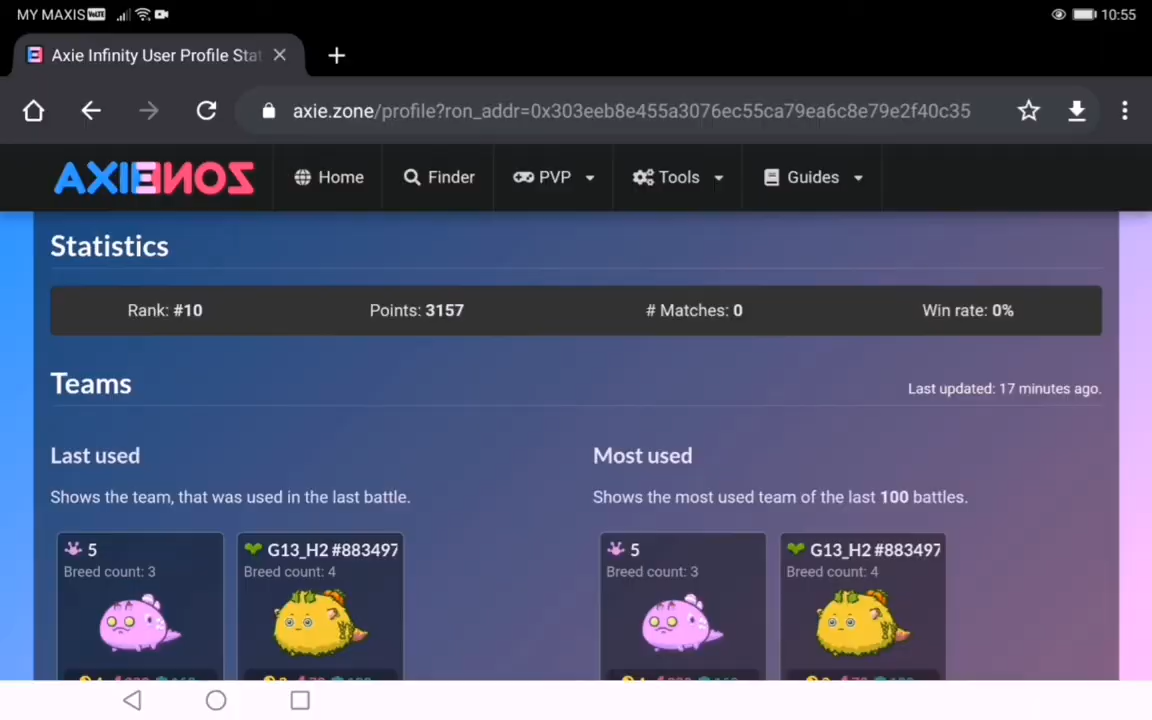 MY MAXIS VoLTE 10:55
Axie Infinity User Profile Stat
axie.zone/profile?ron_addr=0x303eeb8e455a3076ec55ca79ea6c8e79e2f40c35
AXIE ZONE Home Finder PVP Tools Guides
Statistics
Rank: #10 Points: 3157 # Matches: 0 Win rate: 0%
Teams Last updated: 17 minutes ago.
Last used Most used
Shows the team, that was used in the last battle. Shows the most used team of the last 100 battles.
5 G13_H2 #883497 5 G13_H2 #883497
Breed count: 3 Breed count: 4 Breed count: 3 Breed count: 4